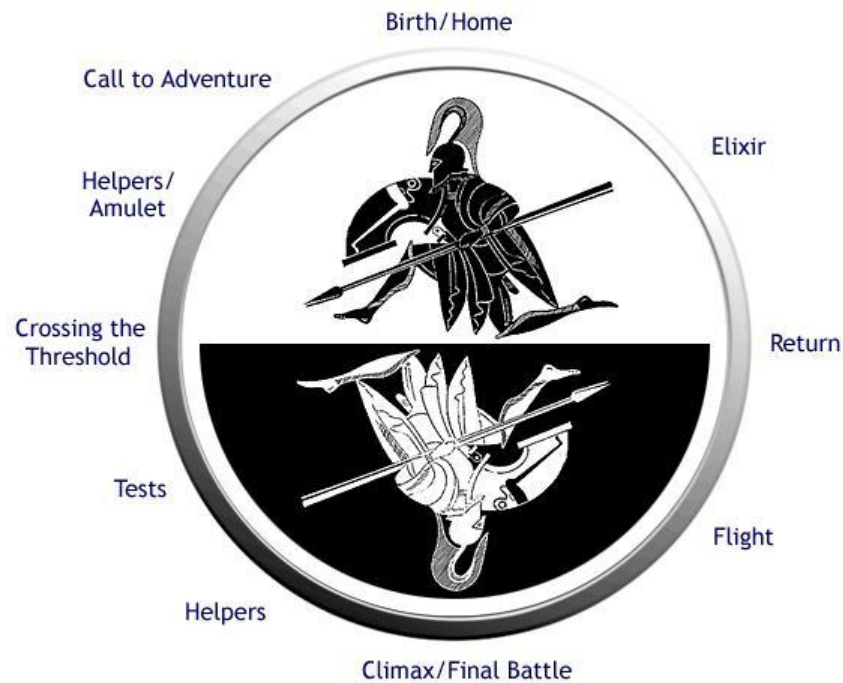 Birth/Home
Call to Adventure
Elixir
Helpers/
Amulet
Crossing the
Threshold
Return
Tests
Flight
Helpers
Climax/Final Battle